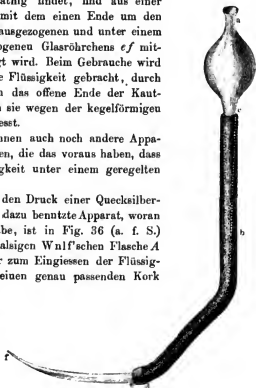 athig findet, und aus einer
mit dem einen Ende um den
ausgezogenen und unter einem
ogenen Glasröhrchens ef mit-
gt wird. Beim Gebrauche wird
e Flüssigkeit gebracht, durch
n das offene Ende der Kaut-
n sie wegen der kegelförmigen
esst.
nnen auch noch andere Appa-
en, die das voraus haben, dass
igkeit unter einem geregelten
den Druck einer Quecksilber-
dazu benutzte Apparat, woran
be, ist in Fig. 36 (a. f. S.)
alsigen Wulf'schen Flasche A
r zum Eingiessen der Flüssig-
einen genau passenden Kork
a
c
b
f